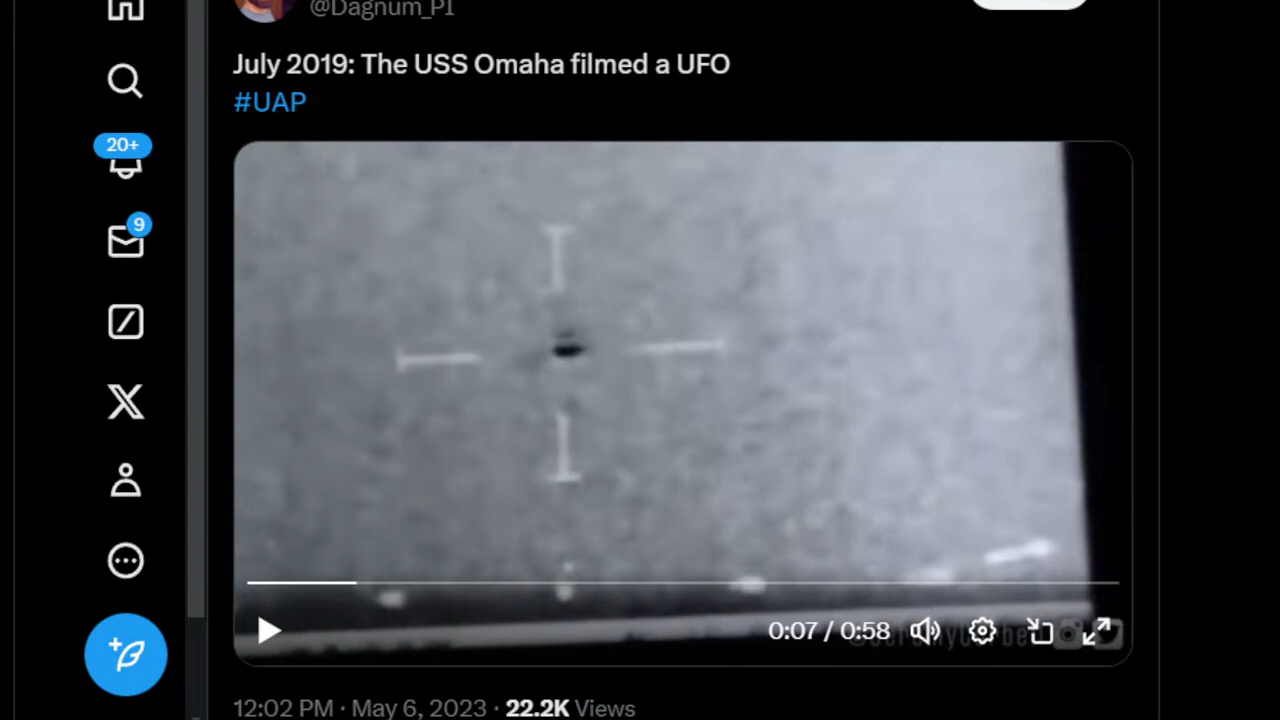 @Dagnum_PI
July 2019: The USS Omaha filmed a UFO
#UAP
20+
9
0:07 / 0:58
12:02 PM · May 6, 2023 · 22.2K Views